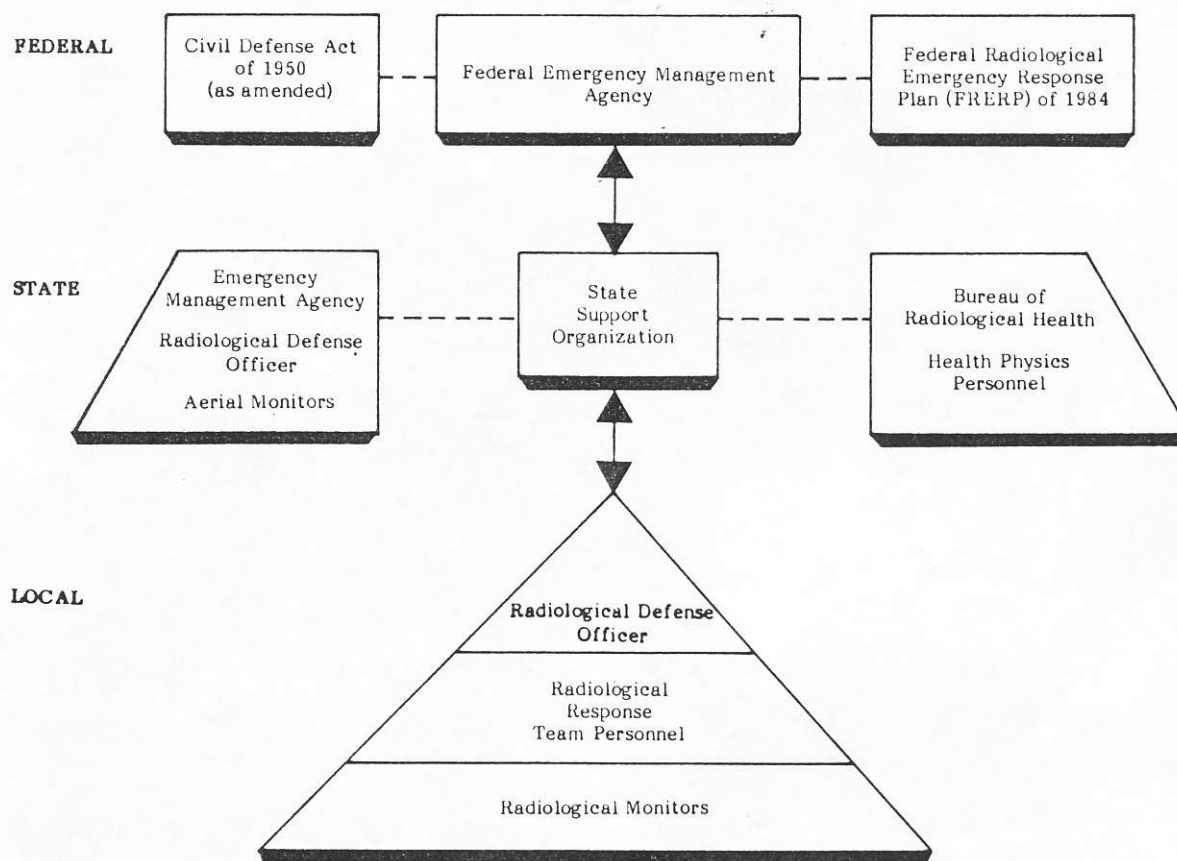 FEDERAL
Civil Defense Act
of 1950
(as amended)
Federal Emergency Management
Agency
Federal Radiological
Emergency Response
Plan (FRERP) of 1984
STATE
Emergency
Management Agency
Radiological Defense
Officer
Aerial Monitors
State
Support
Organization
Bureau of
Radiological Health
Health Physics
Personnel
LOCAL
Radiological Defense
Officer
Radiological
Response
Team Personnel
Radiological Monitors